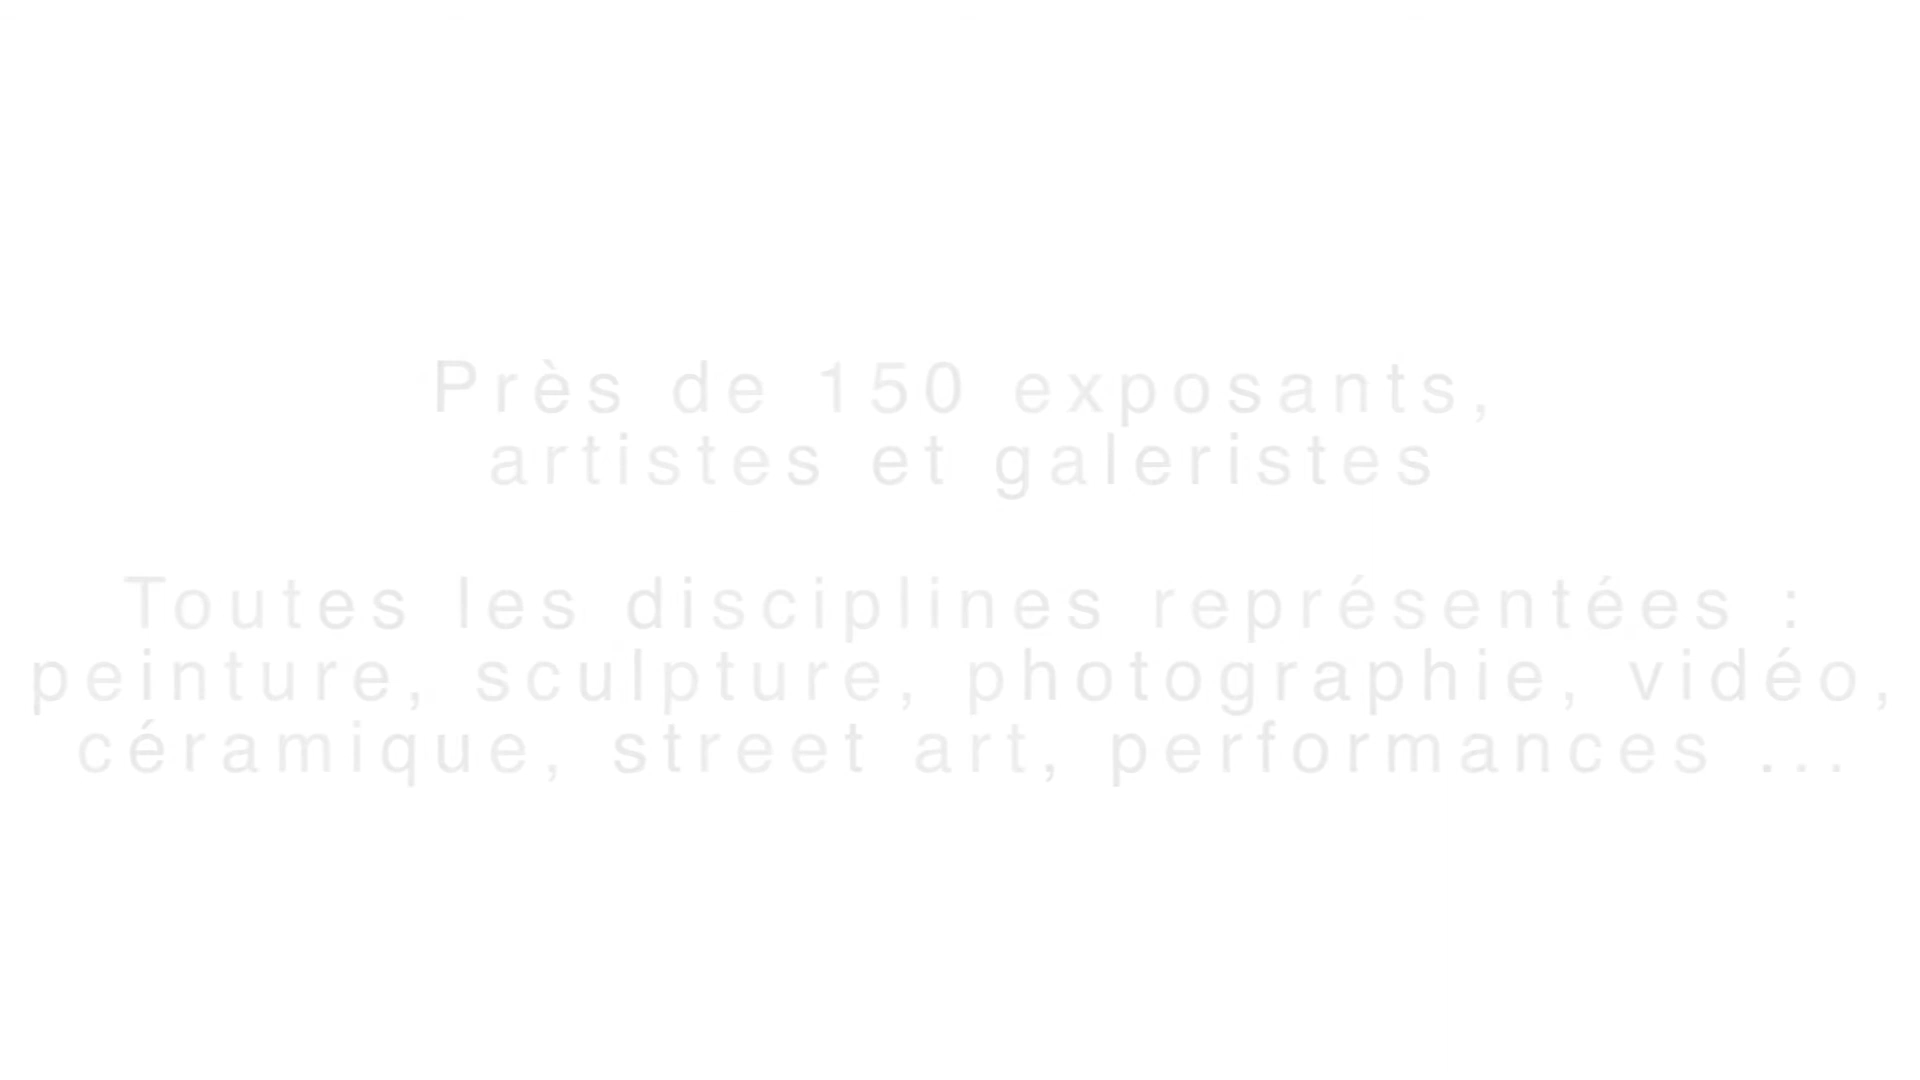 Près de 150 exposants,
artistes et galeristes
Toutes les disciplines représentées :
peinture, sculpture, photographie, vidéo,
céramique, street art, performances ...